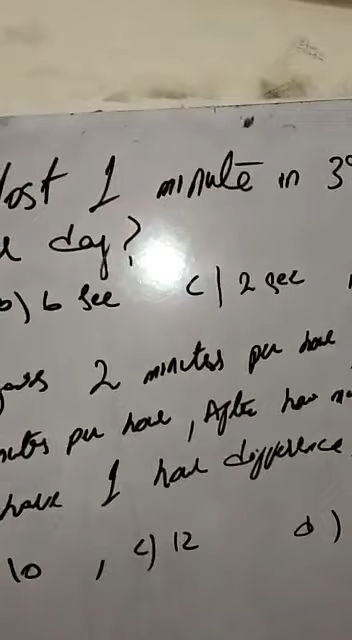 lost 1 minute in 3
day?
b) 6 sec c) 2 sec
2 minutes per hour
per hour, After how
have 1 hour difference
10, c) 12 d)